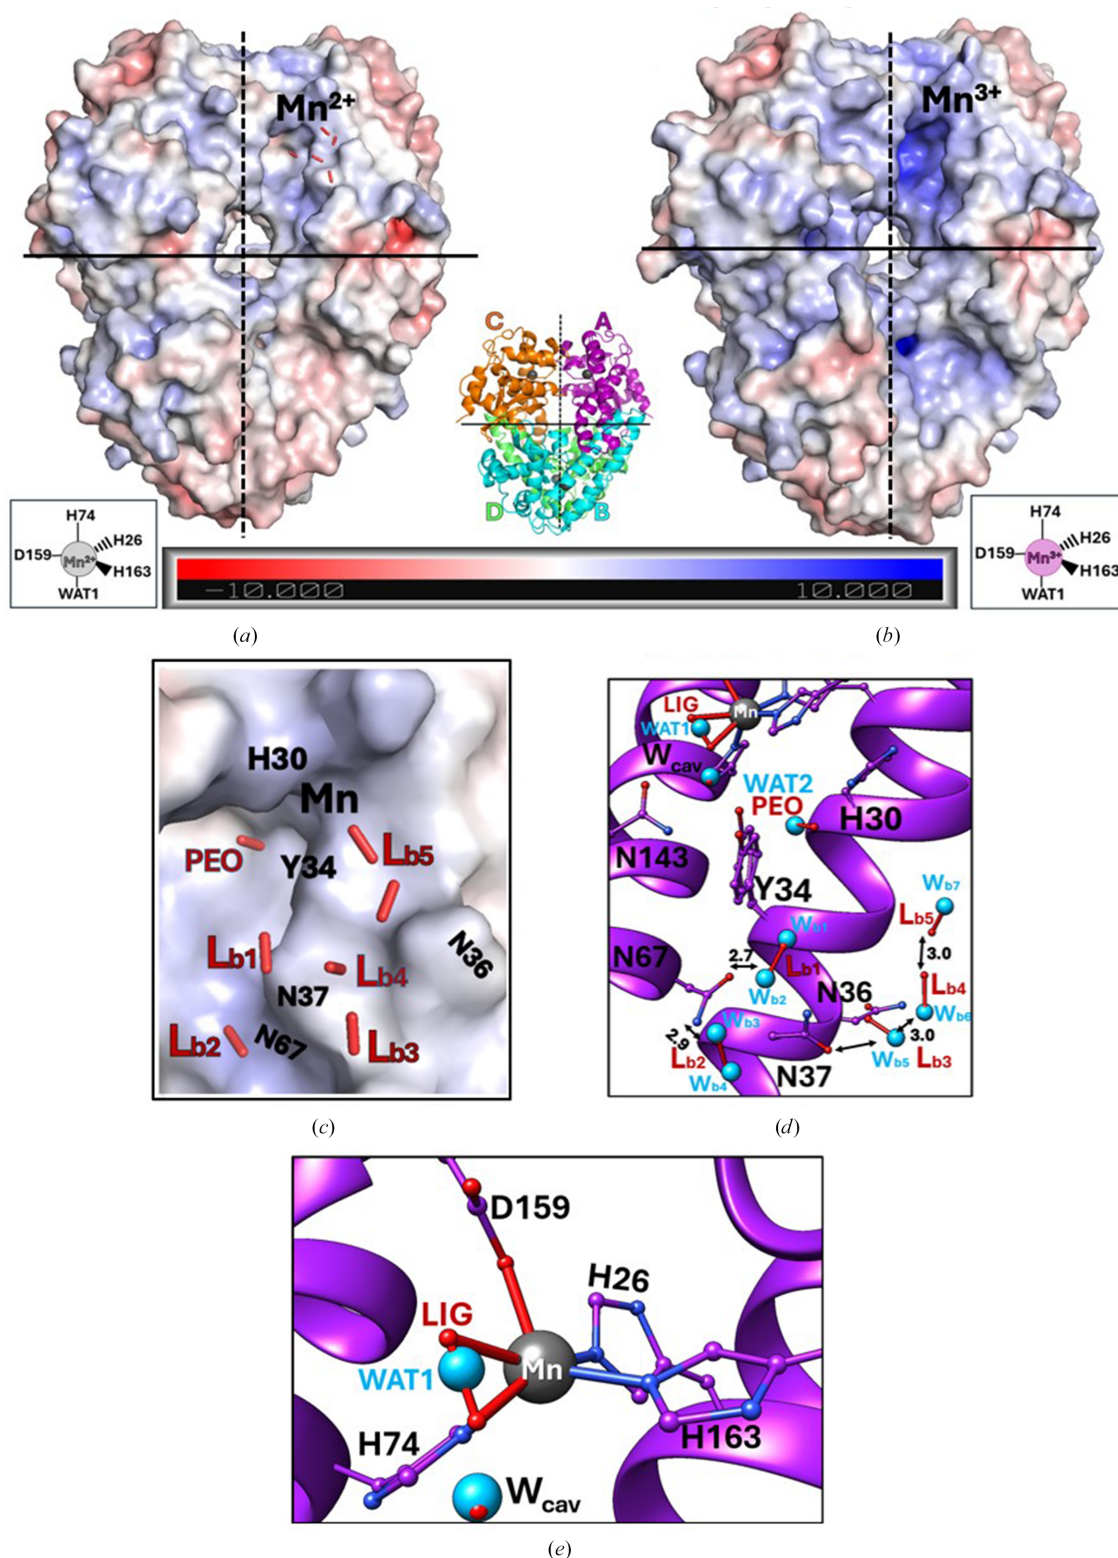 Mn2+
Mn3+
C
A
D
B
H74
H26
D159
Mn2+
H163
WAT1
−10.000
10.000
H74
H26
D159
Mn3+
H163
WAT1
(a)
(b)
H30
Mn
PEO
Y34
Lb5
Lb1
Lb4
N36
N37
Lb2
N67
Lb3
(c)
LIG
Mn
WAT1
Wcav
WAT2
PEO
H30
N143
Y34
Wb7
Lb5
Wb1
3.0
N67
2.7
Lb1
Lb4
Wb2
N36
Wb6
Wb3
2.9
3.0
Lb2
Wb5
Lb3
Wb4
N37
(d)
D159
H26
LIG
Mn
WAT1
H74
H163
Wcav
(e)